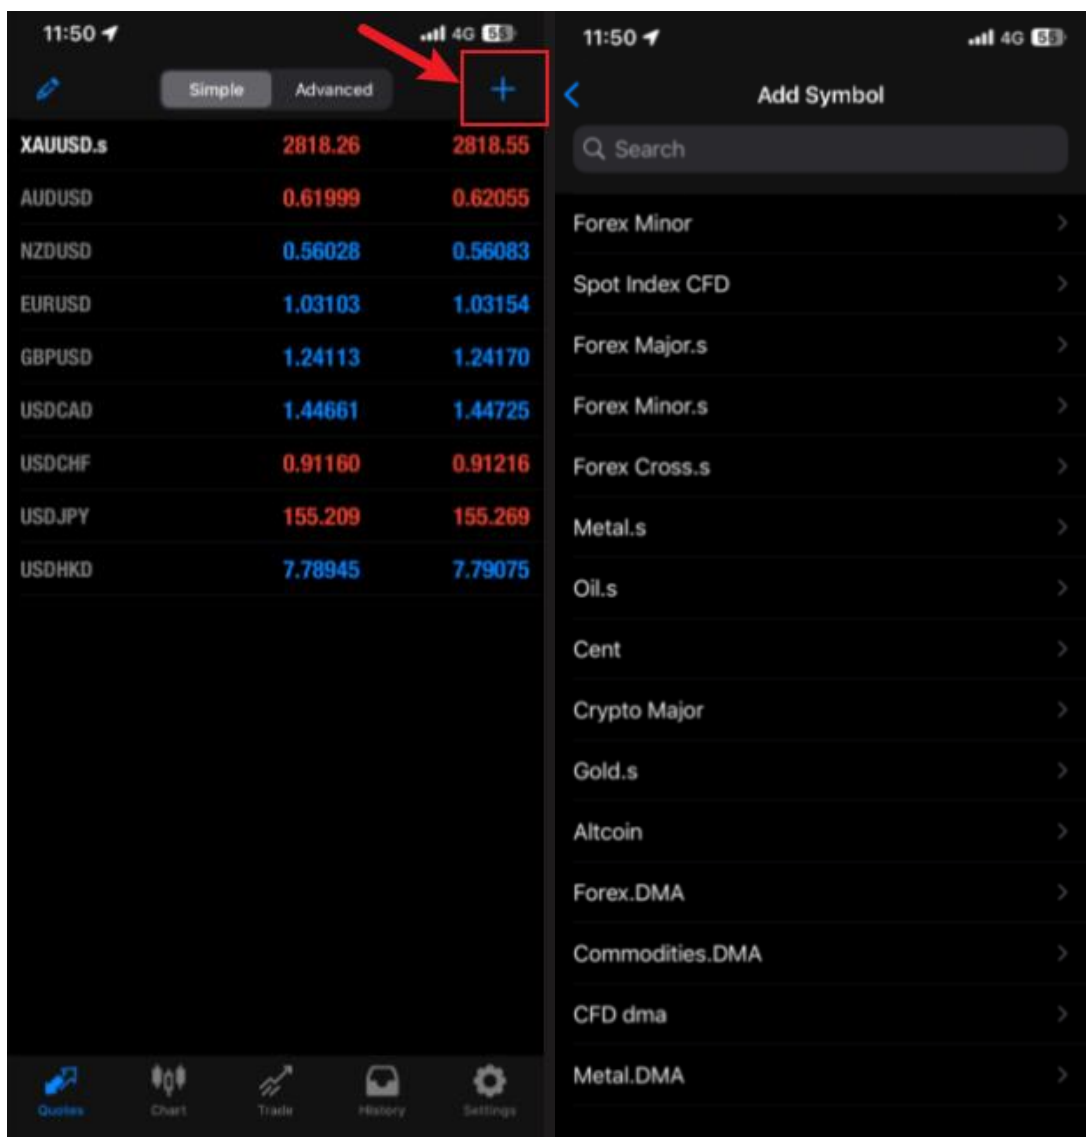 11:50
4G 55
Simple Advanced
XAUUSD.s 2818.26 2818.55
AUDUSD 0.61999 0.62055
NZDUSD 0.56028 0.56083
EURUSD 1.03103 1.03154
GBPUSD 1.24113 1.24170
USDCAD 1.44661 1.44725
USDCHF 0.91160 0.91216
USDJPY 155.209 155.269
USDHKD 7.78945 7.79075
Quotes Chart Trade History Settings
11:50
4G 55
Add Symbol
Search
Forex Minor
Spot Index CFD
Forex Major.s
Forex Minor.s
Forex Cross.s
Metal.s
Oil.s
Cent
Crypto Major
Gold.s
Altcoin
Forex.DMA
Commodities.DMA
CFD dma
Metal.DMA